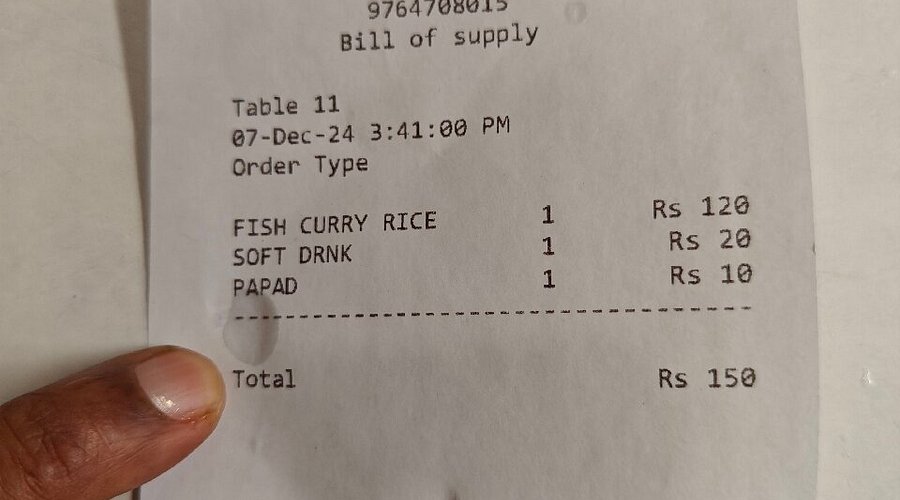 9764708015
Bill of supply
Table 11
07-Dec-24 3:41:00 PM
Order Type
FISH CURRY RICE 1 Rs 120
SOFT DRNK 1 Rs 20
PAPAD 1 Rs 10
--------------------------------
Total Rs 150